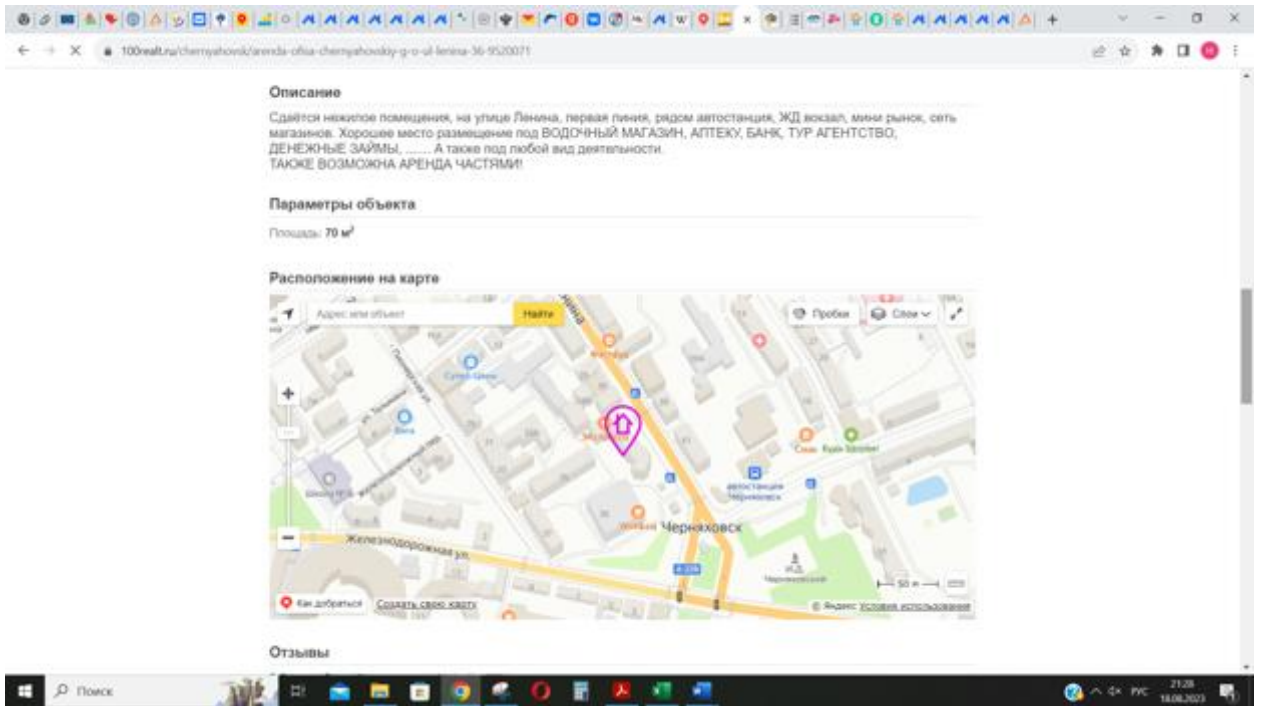 100realt.ru/chernyahovsk/arenda-ofisa-chernyahovskiy-g-o-ul-lenina-36-9520071
Описание
Сдаётся нежилое помещения, на улице Ленина, первая линия, рядом автостанция, ЖД вокзал, мини рынок, сеть
магазинов. Хорошее место размещение под ВОДОЧНЫЙ МАГАЗИН, АПТЕКУ, БАНК, ТУР АГЕНТСТВО,
ДЕНЕЖНЫЕ ЗАЙМЫ, ....... А также под любой вид деятельности.
ТАКЖЕ ВОЗМОЖНА АРЕНДА ЧАСТЯМИ!
Параметры объекта
Площадь: 70 м²
Расположение на карте
Адрес или объект
Найти
Пробки
Слои
автостанция
Черняховск
Черняховск
Железнодорожная ул.
50 м
Как добраться
Создать свою карту
© Яндекс Условия использования
Отзывы
Поиск
РУС
21:28
18.08.2023